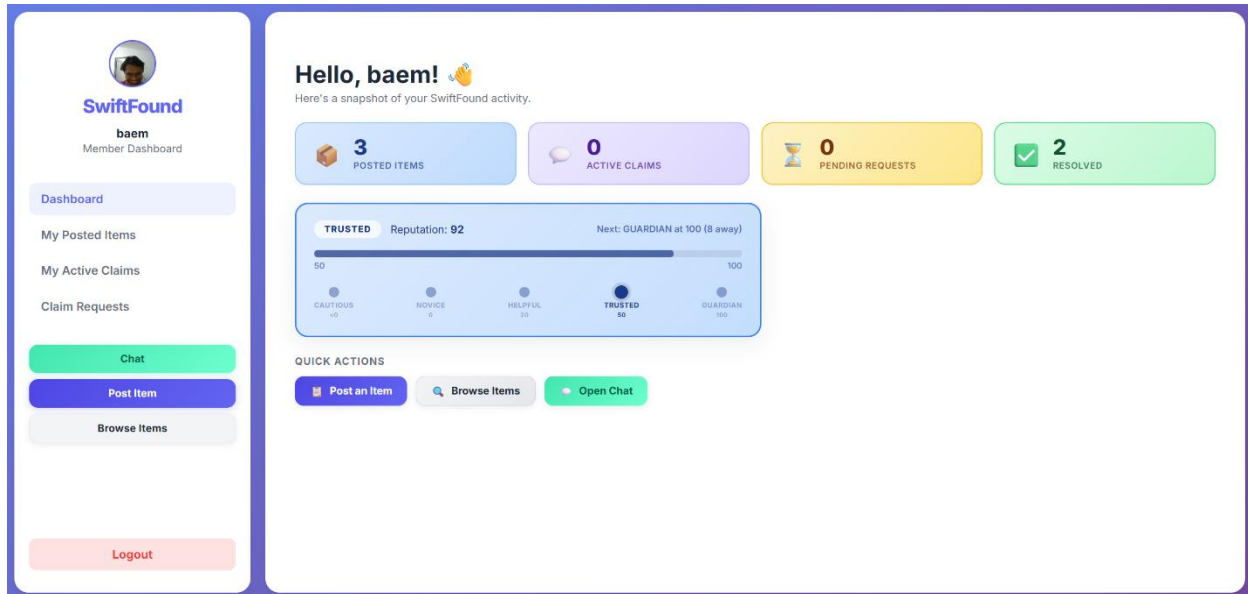 SwiftFound
baem
Member Dashboard
Dashboard
My Posted Items
My Active Claims
Claim Requests
Chat
Post Item
Browse Items
Logout
Hello, baem! 👋
Here's a snapshot of your SwiftFound activity.
3
POSTED ITEMS
0
ACTIVE CLAIMS
0
PENDING REQUESTS
2
RESOLVED
TRUSTED Reputation: 92 Next: GUARDIAN at 100 (8 away)
50 100
CAUTIOUS NOVICE HELPFUL TRUSTED GUARDIAN
<0 0 20 50 100
QUICK ACTIONS
Post an Item Browse Items Open Chat